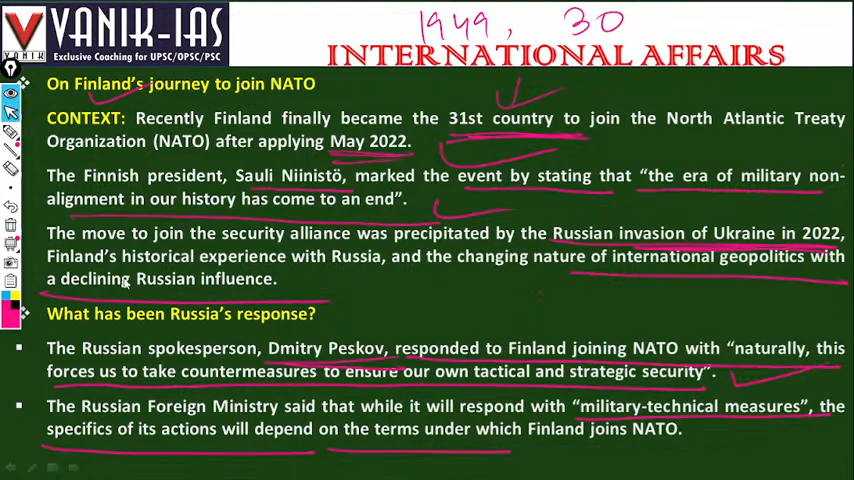 VANIK-IAS
VANIK
Exclusive Coaching for UPSC/OPSC/PSC
1949, 30
INTERNATIONAL AFFAIRS
On Finland's journey to join NATO
CONTEXT: Recently Finland finally became the 31st country to join the North Atlantic Treaty
Organization (NATO) after applying May 2022.
The Finnish president, Sauli Niinistö, marked the event by stating that “the era of military non-
alignment in our history has come to an end”.
The move to join the security alliance was precipitated by the Russian invasion of Ukraine in 2022,
Finland's historical experience with Russia, and the changing nature of international geopolitics with
a declining Russian influence.
What has been Russia's response?
The Russian spokesperson, Dmitry Peskov, responded to Finland joining NATO with “naturally, this
forces us to take countermeasures to ensure our own tactical and strategic security”.
The Russian Foreign Ministry said that while it will respond with “military-technical measures”, the
specifics of its actions will depend on the terms under which Finland joins NATO.